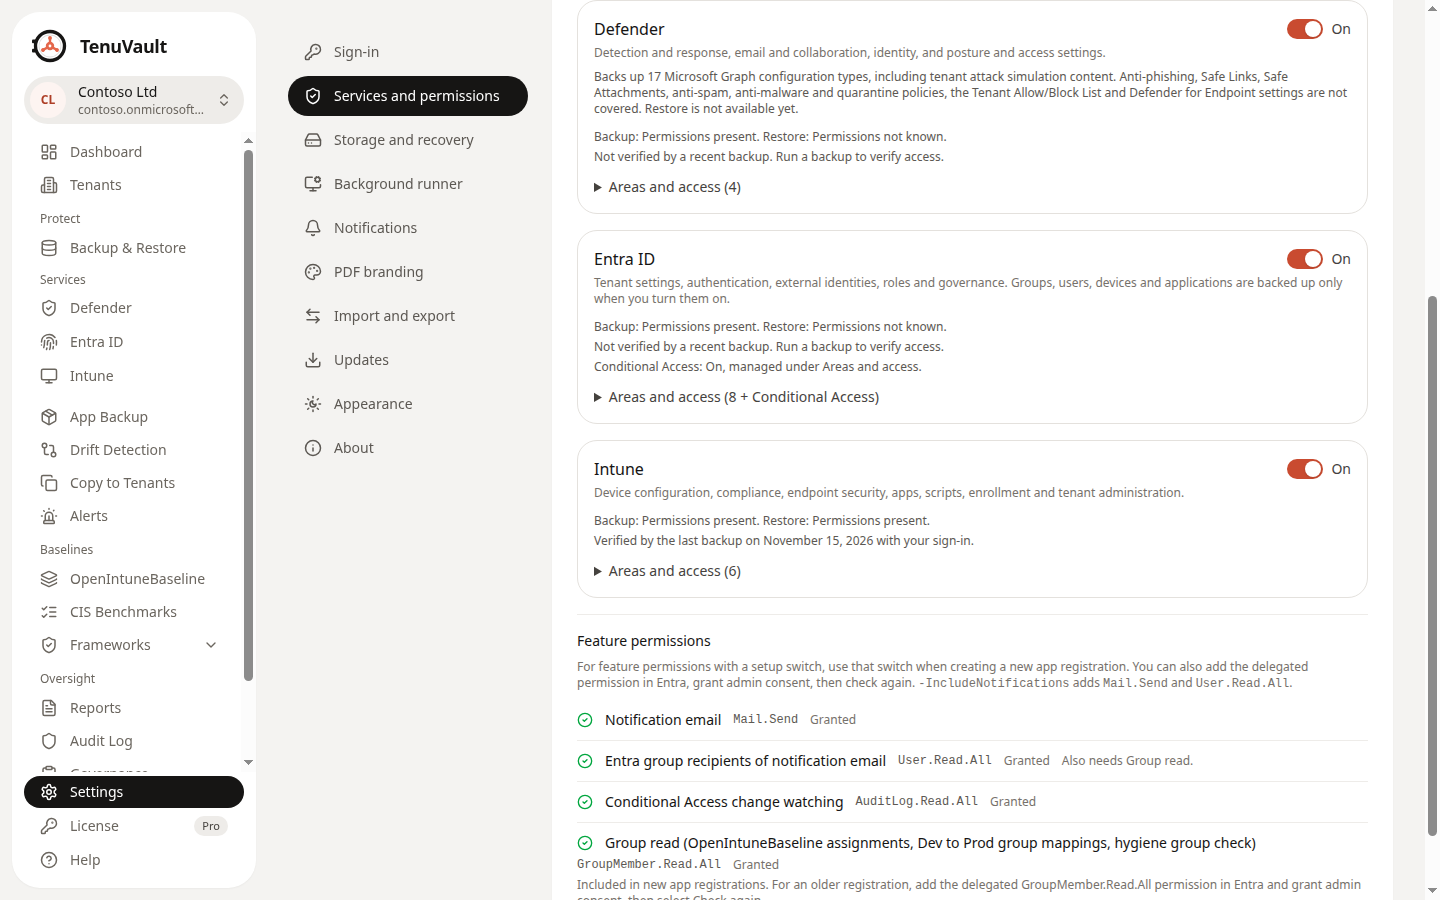 TenuVault
CL
Contoso Ltd
contoso.onmicrosoft...
Dashboard
Tenants
Protect
Backup & Restore
Services
Defender
Entra ID
Intune
App Backup
Drift Detection
Copy to Tenants
Alerts
Baselines
OpenIntuneBaseline
CIS Benchmarks
Frameworks
Oversight
Reports
Audit Log
Settings
License
Pro
Help
Sign-in
Services and permissions
Storage and recovery
Background runner
Notifications
PDF branding
Import and export
Updates
Appearance
About
Defender
On
Detection and response, email and collaboration, identity, and posture and access settings.
Backs up 17 Microsoft Graph configuration types, including tenant attack simulation content. Anti-phishing, Safe Links, Safe
Attachments, anti-spam, anti-malware and quarantine policies, the Tenant Allow/Block List and Defender for Endpoint settings are not
covered. Restore is not available yet.
Backup: Permissions present. Restore: Permissions not known.
Not verified by a recent backup. Run a backup to verify access.
Areas and access (4)
Entra ID
On
Tenant settings, authentication, external identities, roles and governance. Groups, users, devices and applications are backed up only
when you turn them on.
Backup: Permissions present. Restore: Permissions not known.
Not verified by a recent backup. Run a backup to verify access.
Conditional Access: On, managed under Areas and access.
Areas and access (8 + Conditional Access)
Intune
On
Device configuration, compliance, endpoint security, apps, scripts, enrollment and tenant administration.
Backup: Permissions present. Restore: Permissions present.
Verified by the last backup on November 15, 2026 with your sign-in.
Areas and access (6)
Feature permissions
For feature permissions with a setup switch, use that switch when creating a new app registration. You can also add the delegated
permission in Entra, grant admin consent, then check again. -IncludeNotifications adds Mail.Send and User.Read.All.
Notification email Mail.Send Granted
Entra group recipients of notification email User.Read.All Granted Also needs Group read.
Conditional Access change watching AuditLog.Read.All Granted
Group read (OpenIntuneBaseline assignments, Dev to Prod group mappings, hygiene group check)
GroupMember.Read.All Granted
Included in new app registrations. For an older registration, add the delegated GroupMember.Read.All permission in Entra and grant admin
consent, then select Check again.